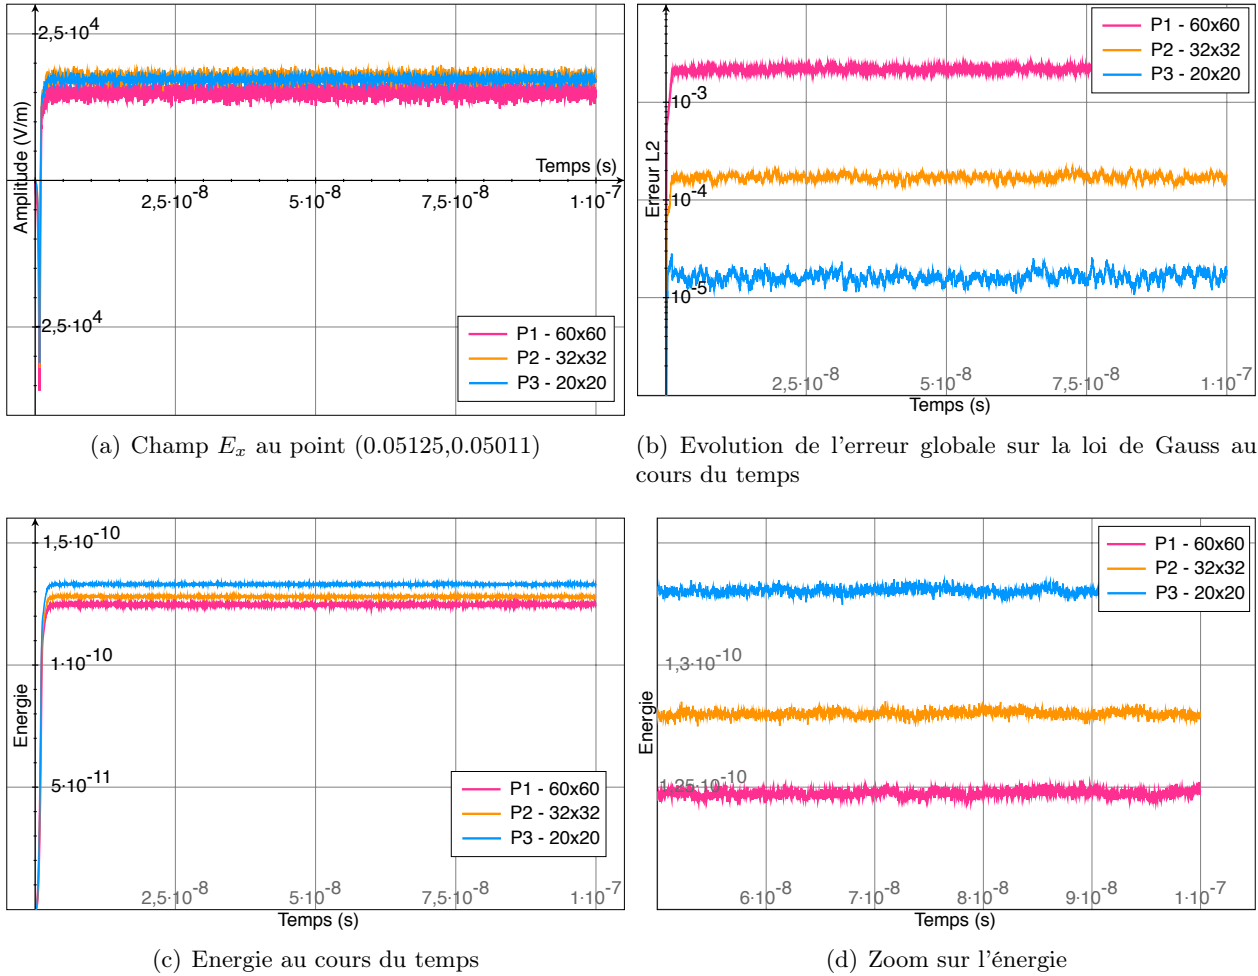 2,5·10^4
Amplitude (V/m)
Temps (s)
2,5·10^-8
5·10^-8
7,5·10^-8
1·10^-7
2,5·10^4
P1 - 60x60
P2 - 32x32
P3 - 20x20
(a) Champ E_x au point (0.05125,0.05011)
P1 - 60x60
P2 - 32x32
P3 - 20x20
10^-3
Erreur L2
10^-4
10^-5
2,5·10^-8
5·10^-8
7,5·10^-8
1·10^-7
Temps (s)
(b) Evolution de l'erreur globale sur la loi de Gauss au
cours du temps
1,5·10^-10
1·10^-10
Energie
5·10^-11
P1 - 60x60
P2 - 32x32
P3 - 20x20
2,5·10^-8
5·10^-8
7,5·10^-8
1·10^-7
Temps (s)
(c) Energie au cours du temps
P1 - 60x60
P2 - 32x32
P3 - 20x20
1,3·10^-10
Energie
1,25·10^-10
6·10^-8
7·10^-8
8·10^-8
9·10^-8
1·10^-7
Temps (s)
(d) Zoom sur l'énergie